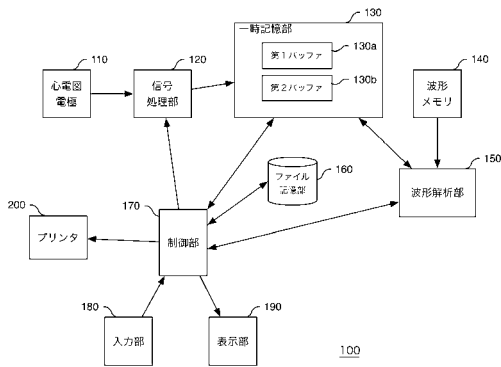 130
一時記憶部
110
120
第1バッファ
130a
140
心電図
電極
信号
処理部
第2バッファ
130b
波形
メモリ
150
ファイル
記憶部
160
波形解析部
200
170
プリンタ
制御部
180
190
入力部
表示部
100